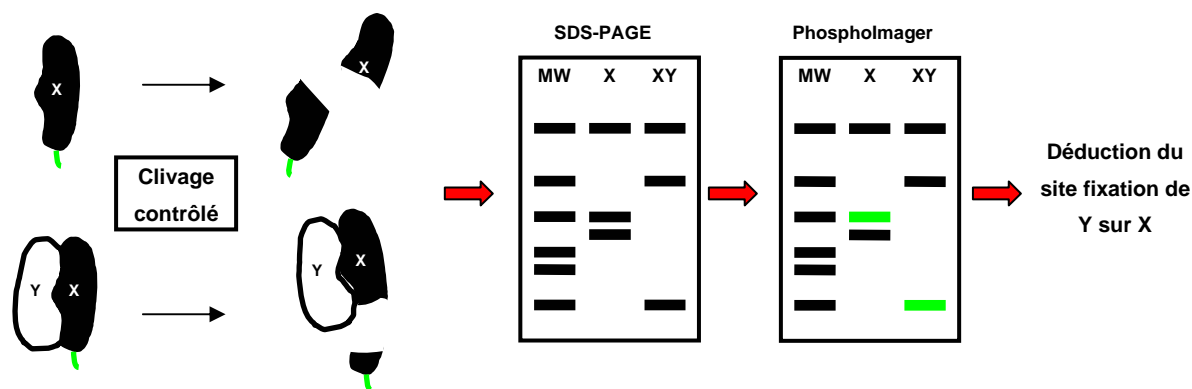 SDS-PAGE
PhosphoImager
MW X XY
MW X XY
X
X
Clivage
contrôlé
Y X
Y X
Déduction du
site fixation de
Y sur X